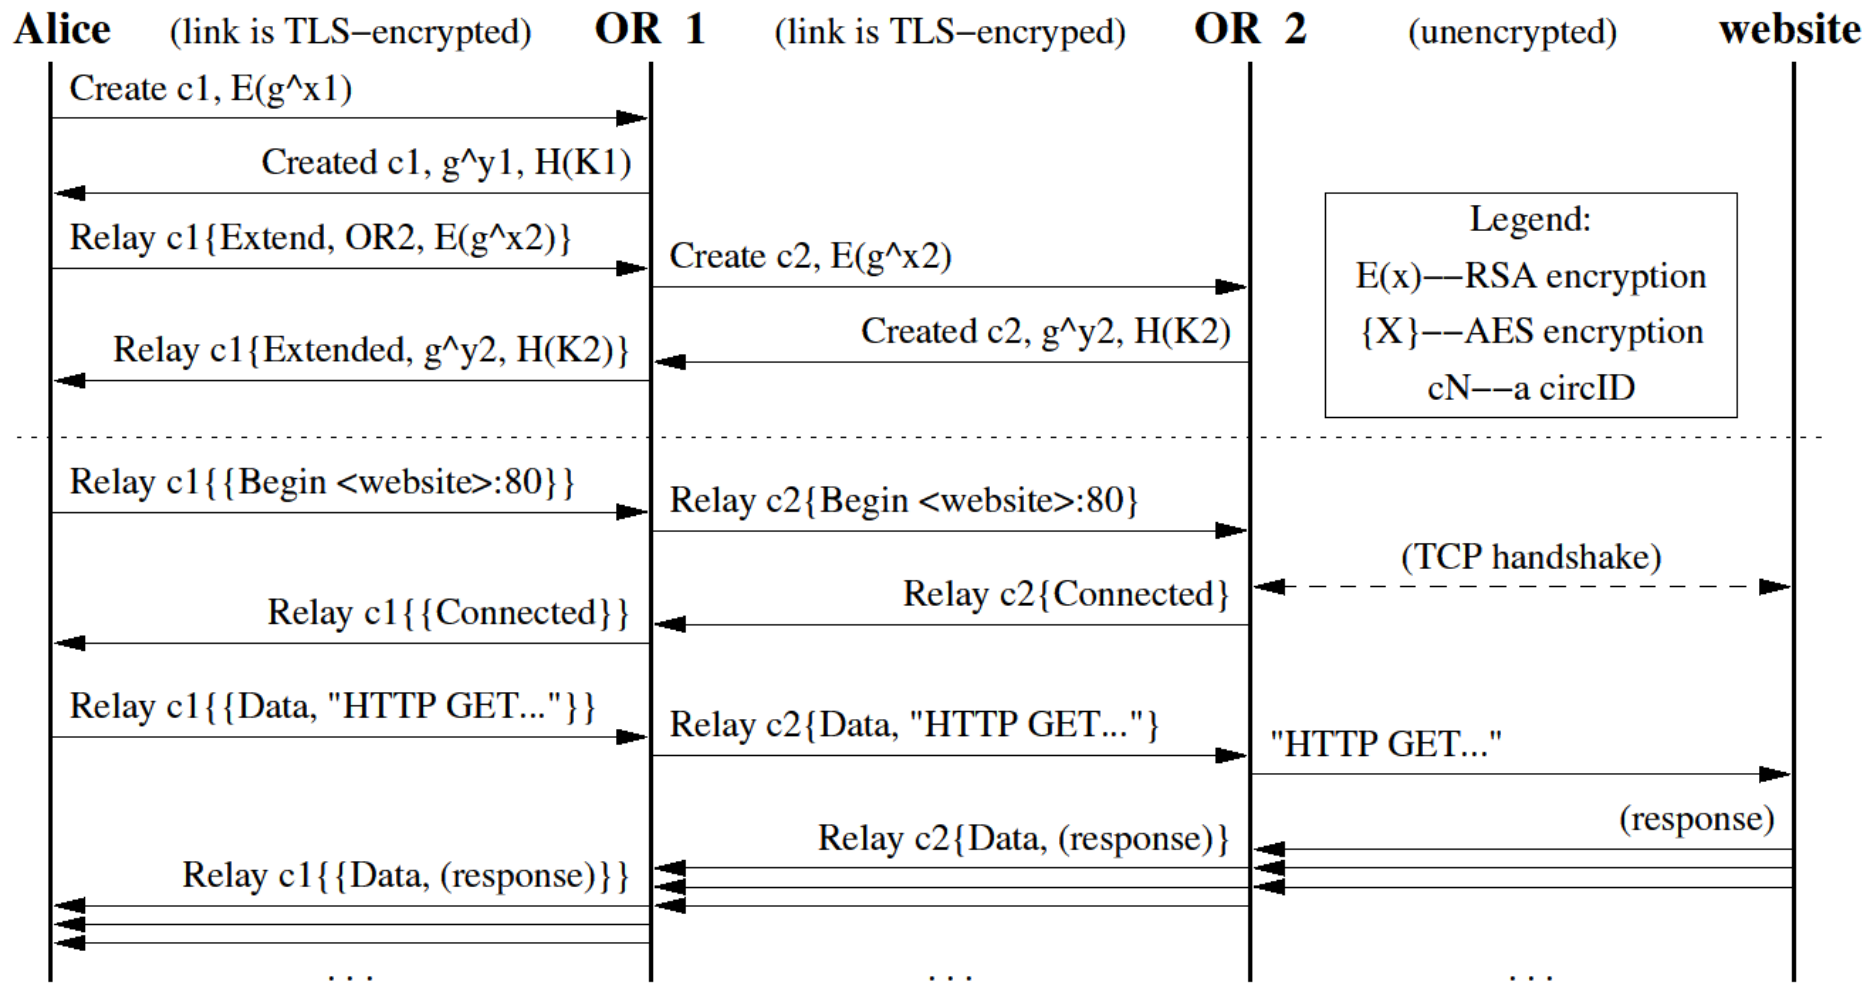 Alice (link is TLS−encrypted) OR 1 (link is TLS−encryped) OR 2 (unencrypted) website
Create c1, E(g^x1)
Created c1, g^y1, H(K1)
Relay c1{Extend, OR2, E(g^x2)}
Create c2, E(g^x2)
Created c2, g^y2, H(K2)
Relay c1{Extended, g^y2, H(K2)}
Legend:
E(x)−−RSA encryption
{X}−−AES encryption
cN−−a circID
Relay c1{{Begin <website>:80}}
Relay c2{Begin <website>:80}
(TCP handshake)
Relay c2{Connected}
Relay c1{{Connected}}
Relay c1{{Data, "HTTP GET..."}}
Relay c2{Data, "HTTP GET..."}
"HTTP GET..."
(response)
Relay c2{Data, (response)}
Relay c1{{Data, (response)}}
. . . . . . . . .